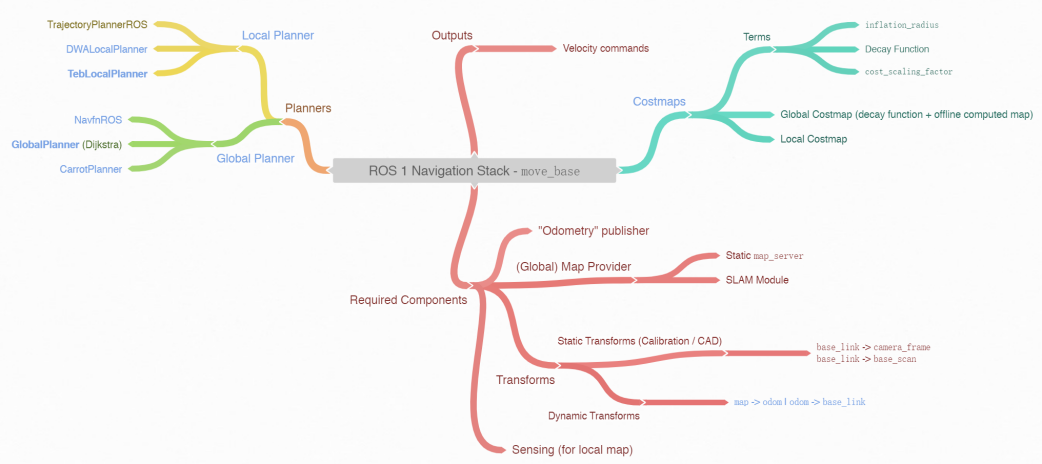 TrajectoryPlannerROS
DWALocalPlanner
TebLocalPlanner
Local Planner
NavfnROS
GlobalPlanner (Dijkstra)
CarrotPlanner
Global Planner
Planners
Outputs
Velocity commands
Costmaps
Terms
inflation_radius
Decay Function
cost_scaling_factor
Global Costmap (decay function + offline computed map)
Local Costmap
ROS 1 Navigation Stack - move_base
Required Components
"Odometry" publisher
(Global) Map Provider
Static map_server
SLAM Module
Transforms
Static Transforms (Calibration / CAD)
base_link -> camera_frame
base_link -> base_scan
Dynamic Transforms
map -> odom | odom -> base_link
Sensing (for local map)